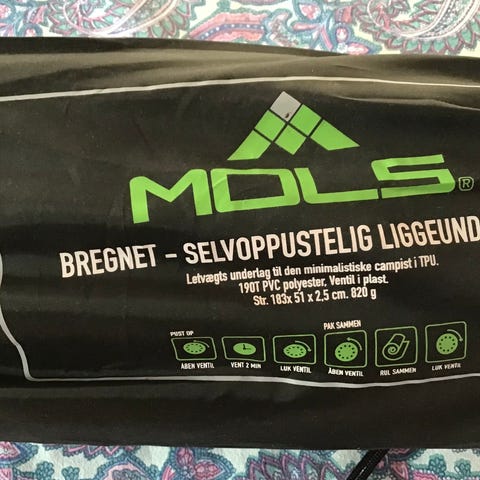 MOLS®
BREGNET - SELVOPPUSTELIG LIGGEUND
Letvægts underlag til den minimalistiske campist i TPU.
190T PVC polyester, Ventil i plast.
Str. 183x 51 x 2,5 cm. 820 g
PUST OP
PAK SAMMEN
ÅBEN VENTIL
VENT 2 MIN
LUK VENTIL
ÅBEN VENTIL
RUL SAMMEN
LUK VENTIL